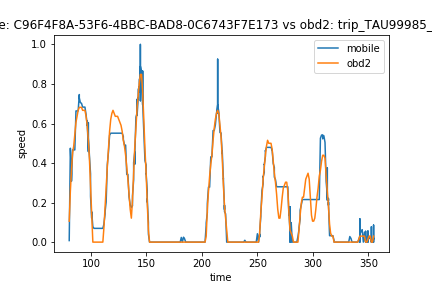 e: C96F4F8A-53F6-4BBC-BAD8-0C6743F7E173 vs obd2: trip_TAU99985_
mobile
obd2
1.0
0.8
0.6
0.4
0.2
0.0
speed
100 150 200 250 300 350
time